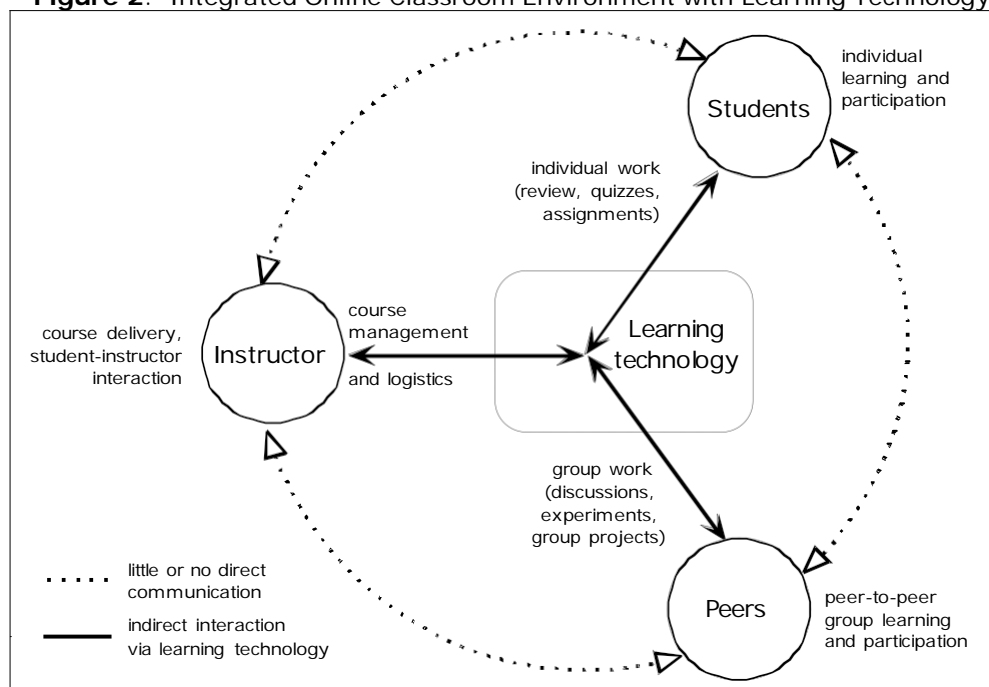 Figure 2. Integrated Online Classroom Environment with Learning Technology
individual
learning and
participation
Students
individual work
(review, quizzes,
assignments)
course
management
and logistics
Learning
technology
course delivery,
student-instructor
interaction
Instructor
group work
(discussions,
experiments,
group projects)
Peers
peer-to-peer
group learning
and participation
little or no direct
communication
indirect interaction
via learning technology